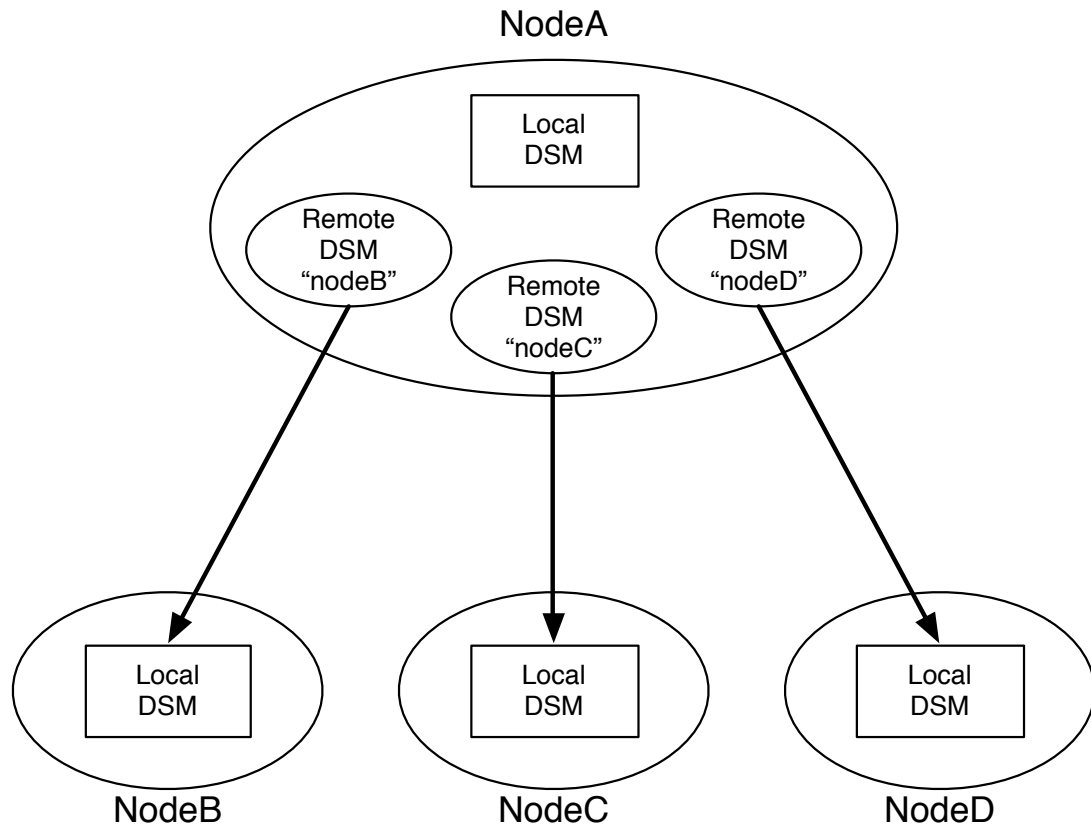 NodeA
Local
DSM
Remote
DSM
“nodeB”
Remote
DSM
“nodeC”
Remote
DSM
“nodeD”
Local
DSM
Local
DSM
Local
DSM
NodeB
NodeC
NodeD